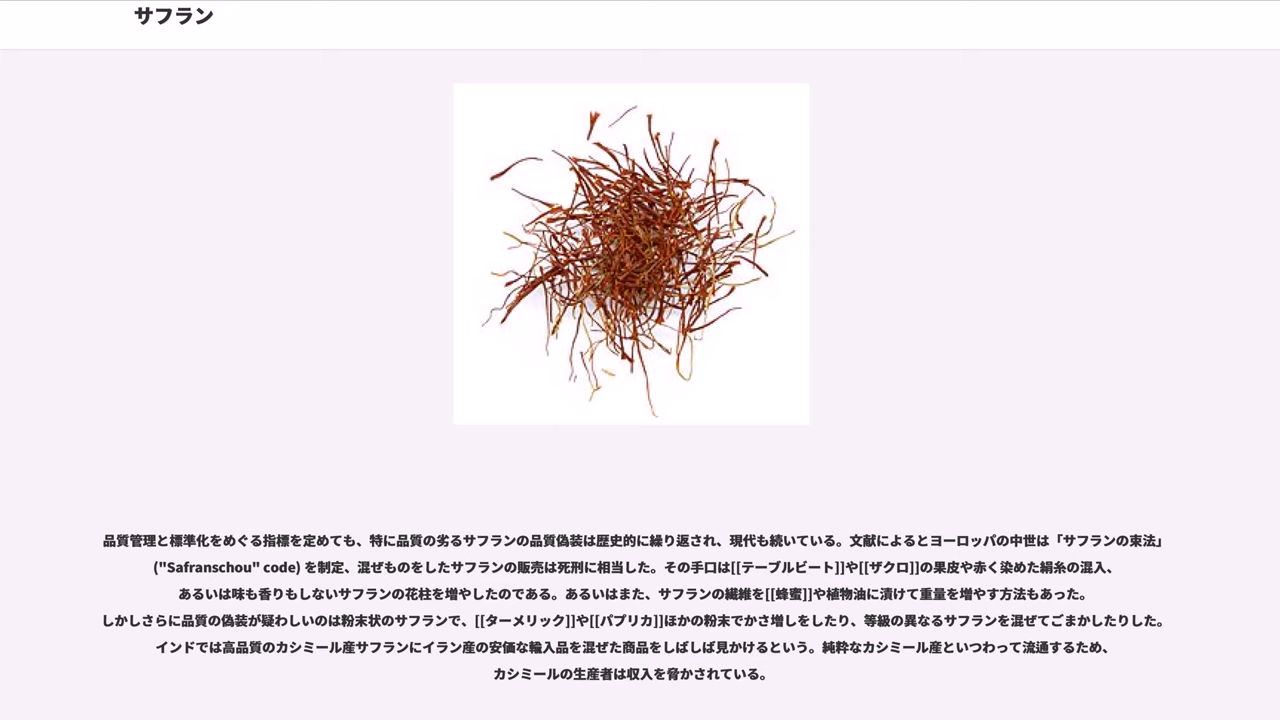 サフラン
品質管理と標準化をめぐる指標を定めても、特に品質の劣るサフランの品質偽装は歴史的に繰り返され、現代も続いている。文献によるとヨーロッパの中世は「サフランの束法」
("Safranschou" code) を制定、混ぜものをしたサフランの販売は死刑に相当した。その手口は[[テーブルビート]]や[[ザクロ]]の果皮や赤く染めた絹糸の混入、
あるいは味も香りもしないサフランの花柱を増やしたのである。あるいはまた、サフランの繊維を[[蜂蜜]]や植物油に漬けて重量を増やす方法もあった。
しかしさらに品質の偽装が疑わしいのは粉末状のサフランで、[[ターメリック]]や[[パプリカ]]ほかの粉末でかさ増しをしたり、等級の異なるサフランを混ぜてごまかしたりした。
インドでは高品質のカシミール産サフランにイラン産の安価な輸入品を混ぜた商品をしばしば見かけるという。純粋なカシミール産といつわって流通するため、
カシミールの生産者は収入を脅かされている。